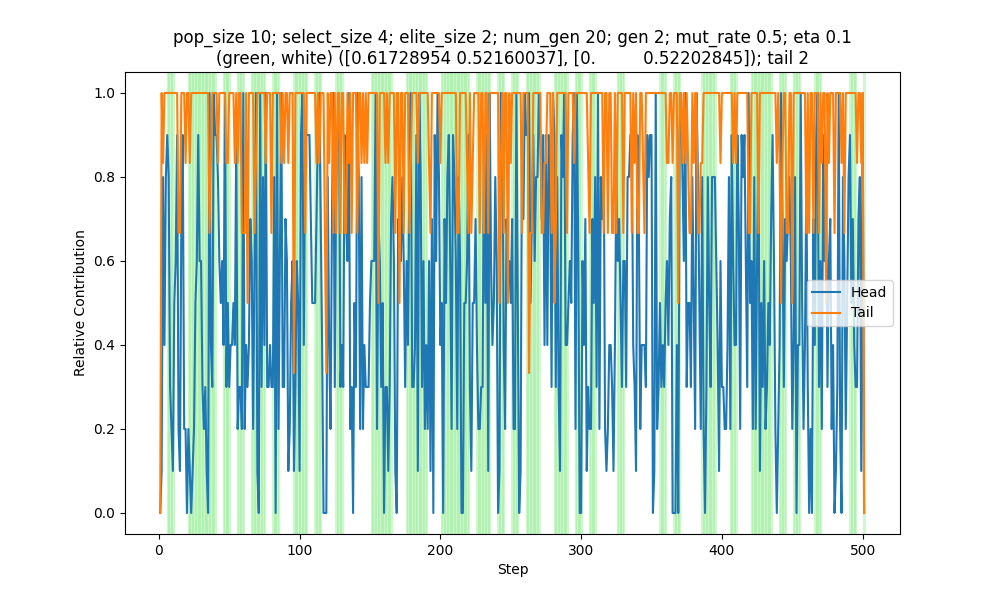 pop_size 10; select_size 4; elite_size 2; num_gen 20; gen 2; mut_rate 0.5; eta 0.1
(green, white) ([0.61728954 0.52160037], [0.         0.52202845]); tail 2
1.0
0.8
0.6
0.4
0.2
0.0
Relative Contribution
Head
Tail
0
100
200
300
400
500
Step